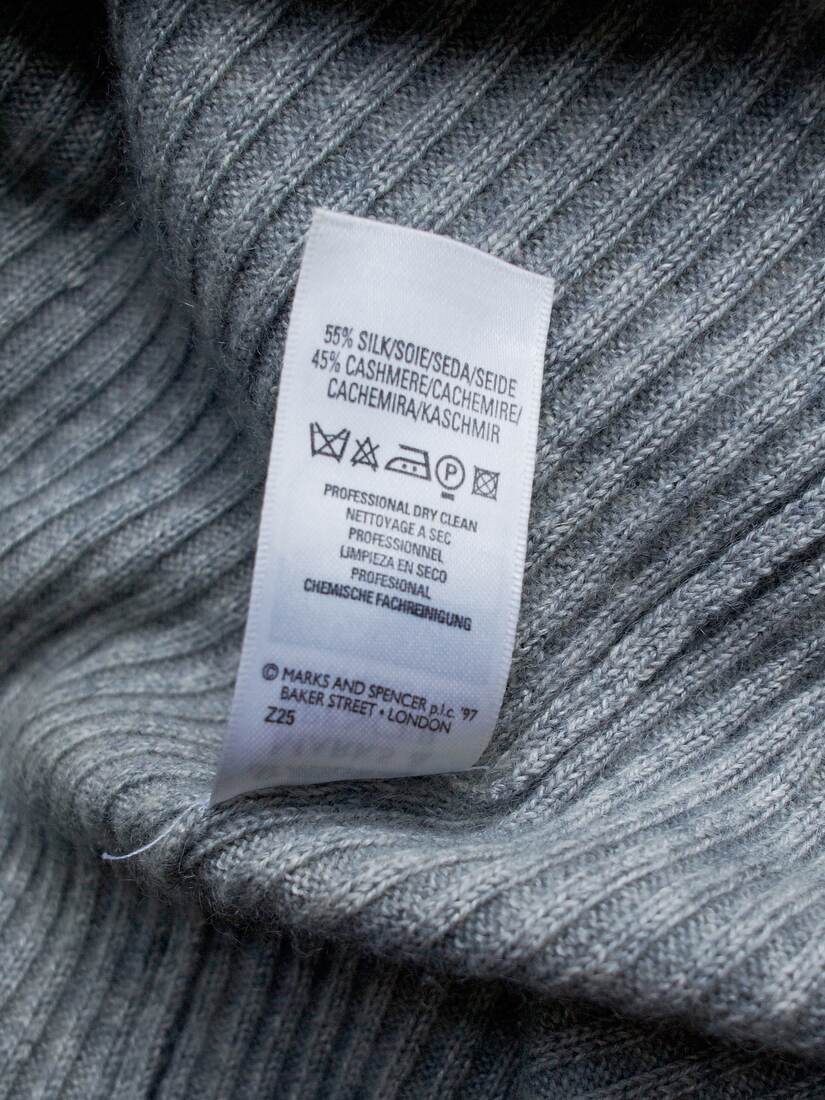 55% SILK/SOIE/SEDA/SEIDE
45% CASHMERE/CACHEMIRE/
CACHEMIRA/KASCHMIR
P
PROFESSIONAL DRY CLEAN
NETTOYAGE A SEC
PROFESSIONNEL
LIMPIEZA EN SECO
PROFESIONAL
CHEMISCHE FACHREINIGUNG
© MARKS AND SPENCER p.l.c. '97
BAKER STREET • LONDON
Z25